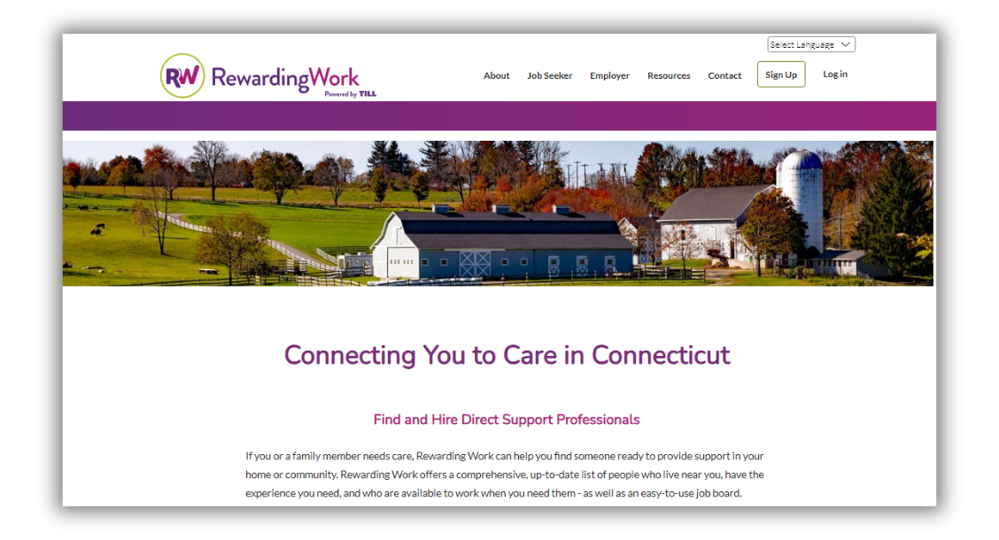 Select Language
RW RewardingWork
Powered by TILL
About Job Seeker Employer Resources Contact Sign Up Log in
Connecting You to Care in Connecticut
Find and Hire Direct Support Professionals
If you or a family member needs care, Rewarding Work can help you find someone ready to provide support in your
home or community. Rewarding Work offers a comprehensive, up-to-date list of people who live near you, have the
experience you need, and who are available to work when you need them - as well as an easy-to-use job board.